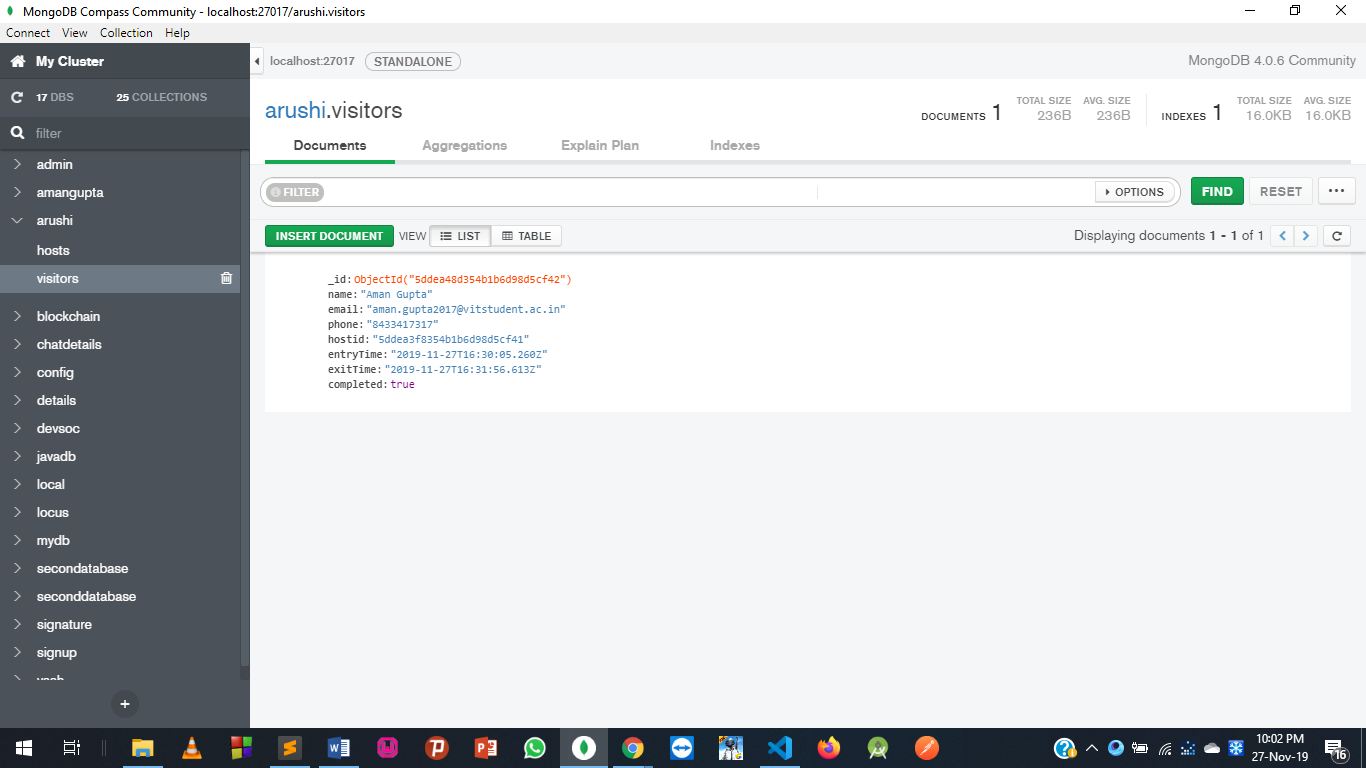 MongoDB Compass Community - localhost:27017/arushi.visitors
Connect View Collection Help
My Cluster
localhost:27017 STANDALONE
MongoDB 4.0.6 Community
17 DBS 25 COLLECTIONS
filter
admin
amangupta
arushi
hosts
visitors
blockchain
chatdetails
config
details
devsoc
javadb
local
locus
mydb
secondatabase
seconddatabase
signature
signup
arushi.visitors
DOCUMENTS 1 TOTAL SIZE 236B AVG. SIZE 236B INDEXES 1 TOTAL SIZE 16.0KB AVG. SIZE 16.0KB
Documents Aggregations Explain Plan Indexes
FILTER OPTIONS FIND RESET
INSERT DOCUMENT VIEW LIST TABLE Displaying documents 1 - 1 of 1
_id: ObjectId("5ddea48d354b1b6d98d5cf42")
name: "Aman Gupta"
email: "aman.gupta2017@vitstudent.ac.in"
phone: "8433417317"
hostid: "5ddea3f8354b1b6d98d5cf41"
entryTime: "2019-11-27T16:30:05.260Z"
exitTime: "2019-11-27T16:31:56.613Z"
completed: true
10:02 PM
27-Nov-19
16